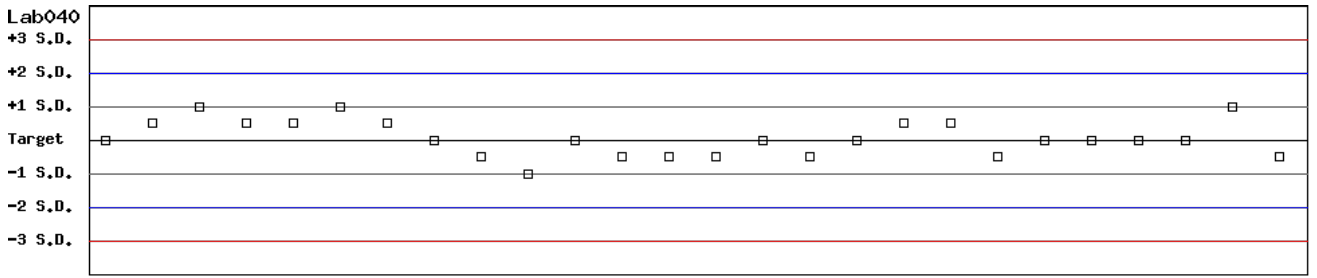 Lab040
+3 S.D.
+2 S.D.
+1 S.D.
Target
-1 S.D.
-2 S.D.
-3 S.D.